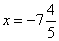 x = −7 4/5